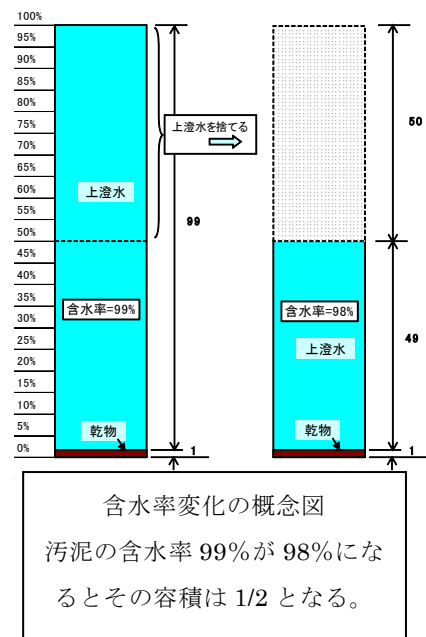 100%
95%
90%
85%
80%
75%
70%
65%
60%
55%
50%
45%
40%
35%
30%
25%
20%
15%
10%
5%
0%
上澄水
含水率=99%
乾物
上澄水を捨てる
99
1
含水率=98%
上澄水
乾物
50
49
1
含水率変化の概念図
汚泥の含水率 99%が 98%にな
るとその容積は 1/2 となる。